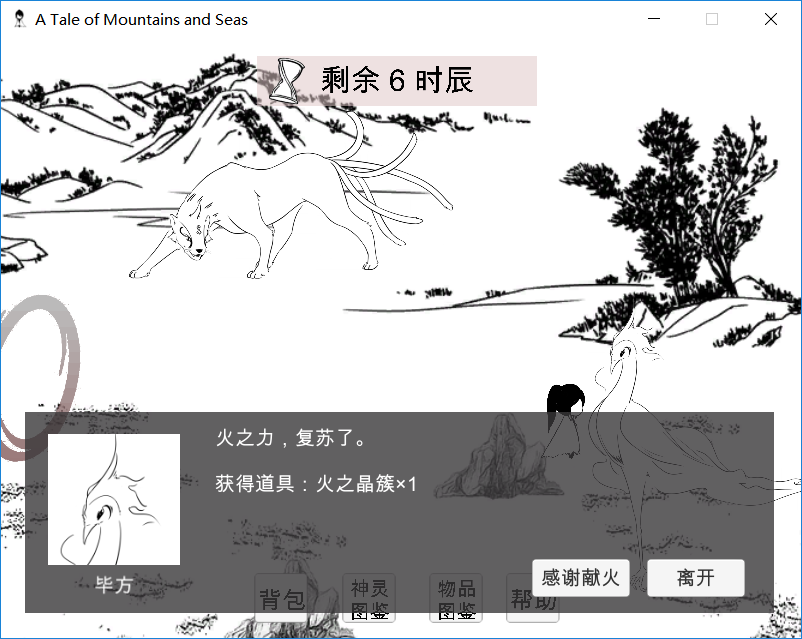 A Tale of Mountains and Seas
剩余 6 时辰
火之力，复苏了。
获得道具：火之晶簇×1
毕方
感谢献火
离开
背包
神灵
图鉴
物品
图鉴
帮助